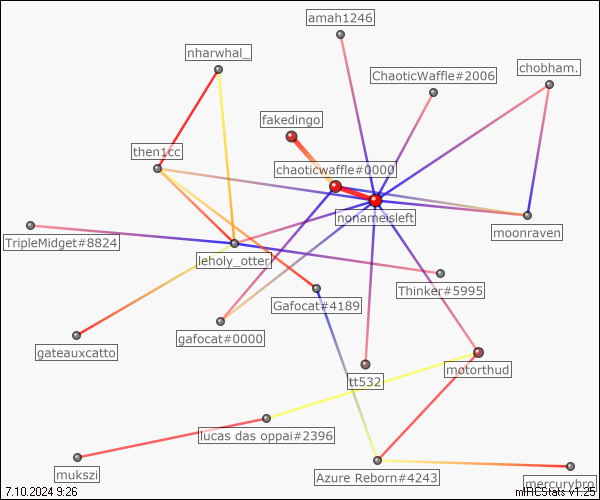 amah1246
nharwhal_
chobham.
ChaoticWaffle#2006
fakedingo
then1cc
chaoticwaffle#0000
nonameisleft
moonraven
TripleMidget#8824
leholy_otter
Thinker#5995
Gafocat#4189
gafocat#0000
gateauxcatto
motorthud
tt532
lucas das oppai#2396
mukszi
Azure Reborn#4243
mercurybro
7.10.2024 9:26
mIRCStats v1.25